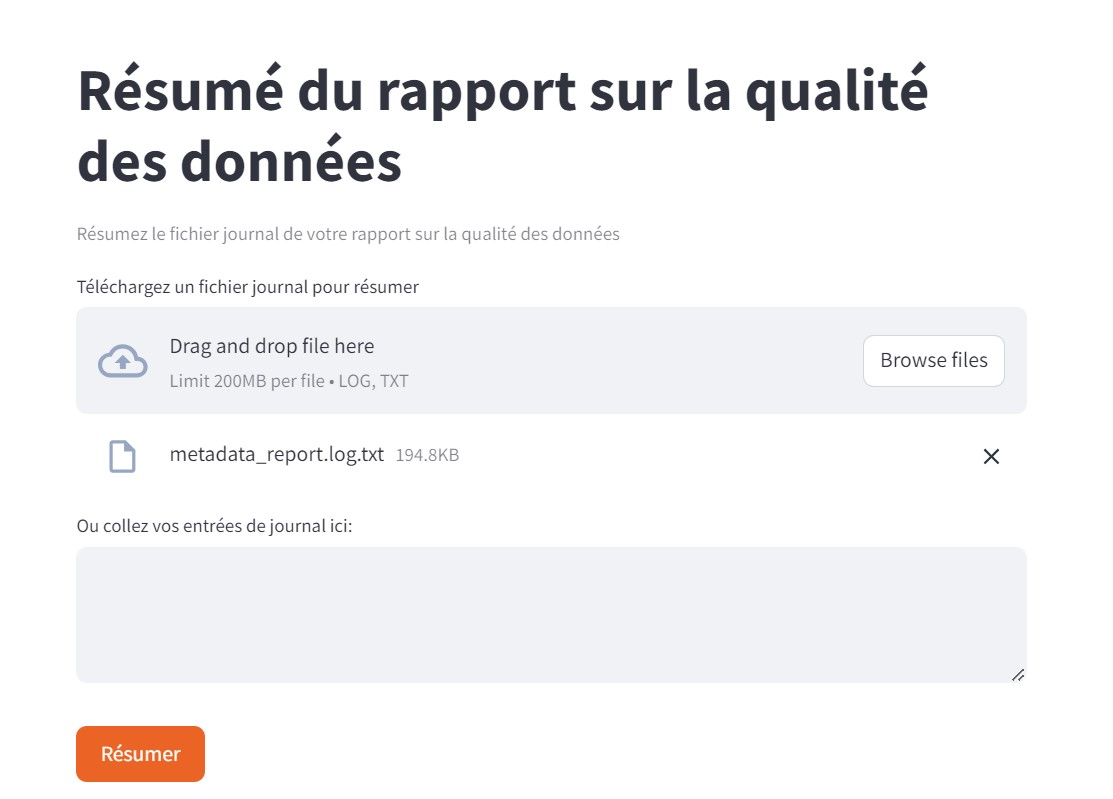 Résumé du rapport sur la qualité
des données
Résumez le fichier journal de votre rapport sur la qualité des données
Téléchargez un fichier journal pour résumer
Drag and drop file here
Limit 200MB per file • LOG, TXT
Browse files
metadata_report.log.txt 194.8KB
Ou collez vos entrées de journal ici:
Résumer